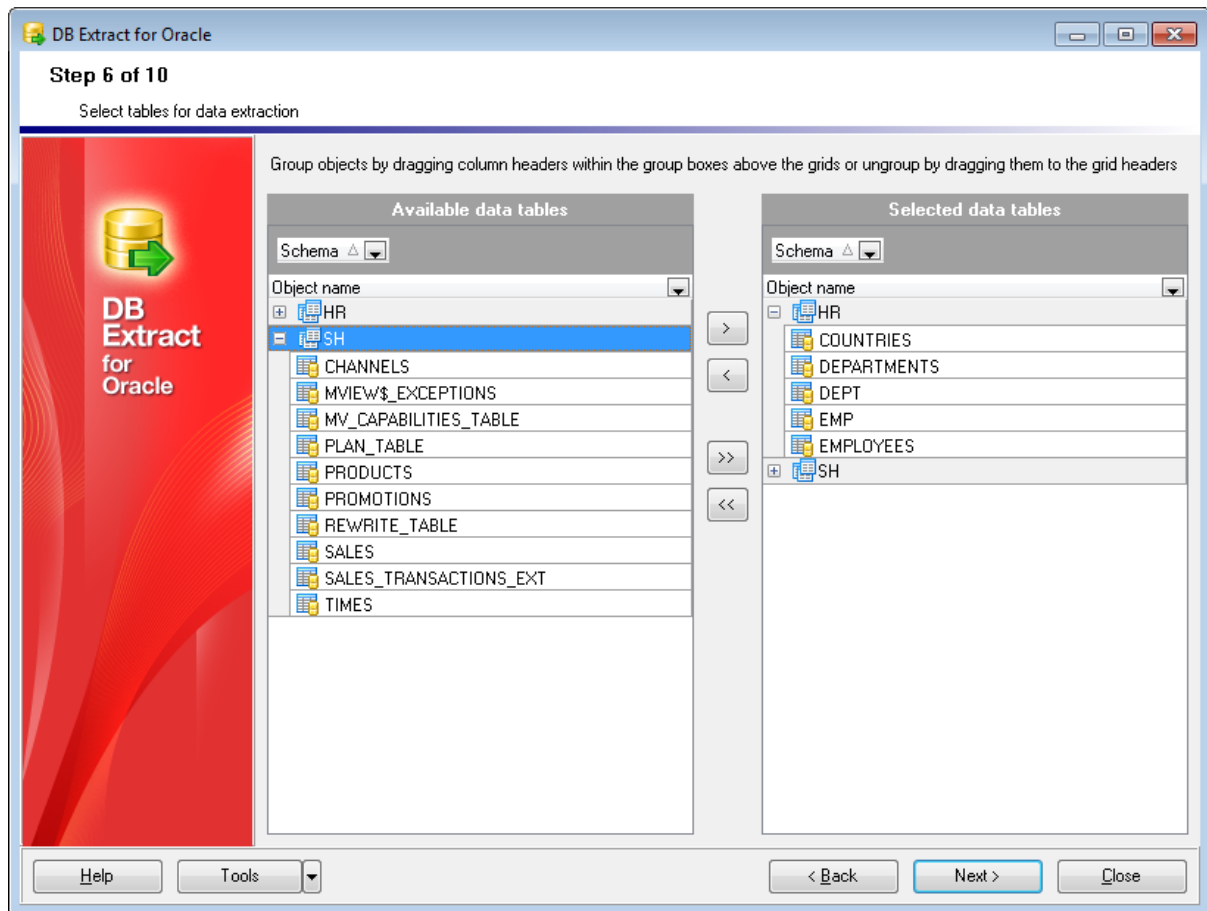 DB Extract for Oracle
Step 6 of 10
Select tables for data extraction
DB
Extract
for
Oracle
Group objects by dragging column headers within the group boxes above the grids or ungroup by dragging them to the grid headers
Available data tables
Schema
Object name
HR
SH
CHANNELS
MVIEW$_EXCEPTIONS
MV_CAPABILITIES_TABLE
PLAN_TABLE
PRODUCTS
PROMOTIONS
REWRITE_TABLE
SALES
SALES_TRANSACTIONS_EXT
TIMES
>
<
>>
<<
Selected data tables
Schema
Object name
HR
COUNTRIES
DEPARTMENTS
DEPT
EMP
EMPLOYEES
SH
Help
Tools
< Back
Next >
Close